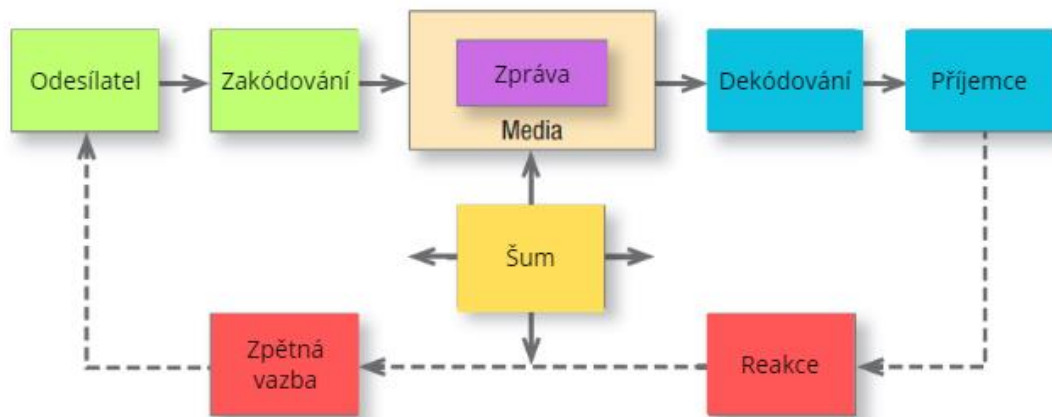 Odesílatel
Zakódování
Zpráva
Media
Dekódování
Příjemce
Šum
Zpětná
vazba
Reakce